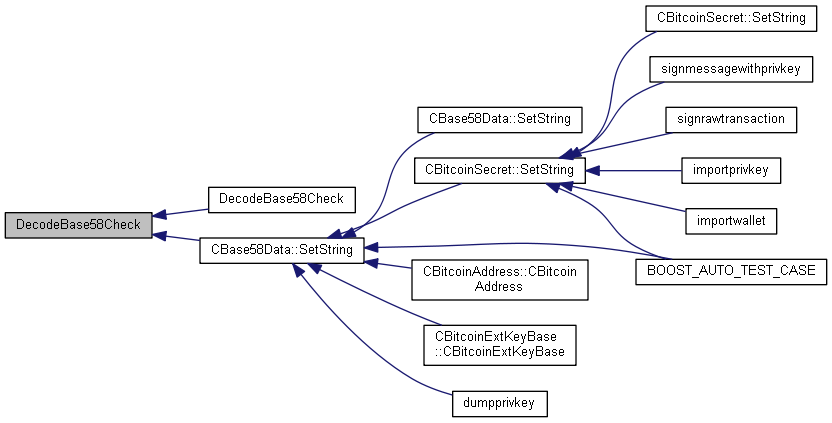 CBitcoinSecret::SetString
signmessagewithprivkey
CBase58Data::SetString
signrawtransaction
CBitcoinSecret::SetString
importprivkey
DecodeBase58Check
importwallet
DecodeBase58Check
CBase58Data::SetString
BOOST_AUTO_TEST_CASE
CBitcoinAddress::CBitcoin
Address
CBitcoinExtKeyBase
::CBitcoinExtKeyBase
dumpprivkey